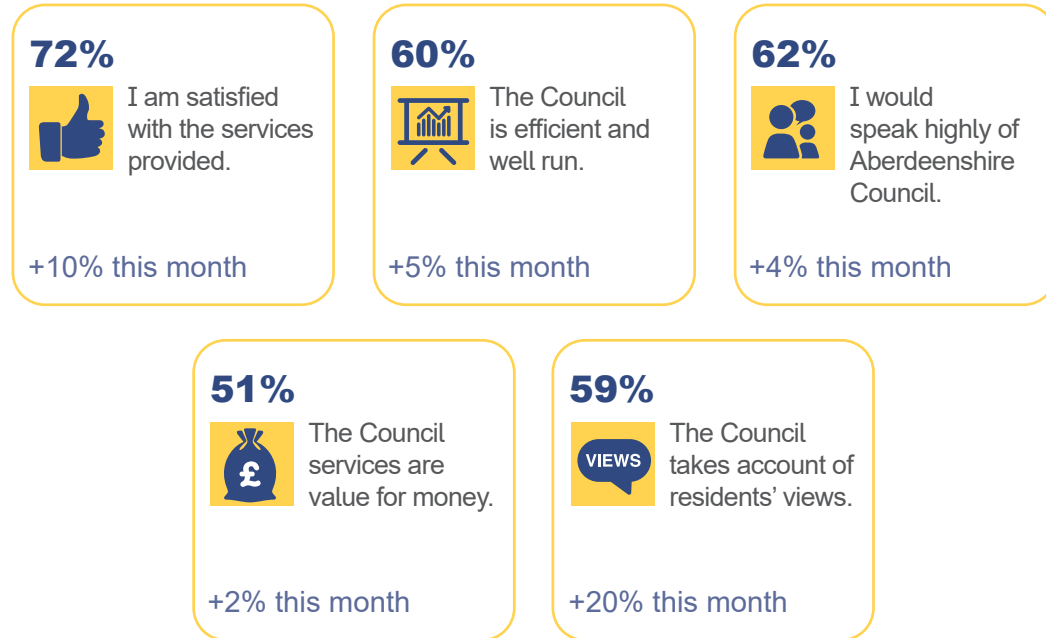 72%
I am satisfied
with the services
provided.
+10% this month
60%
The Council
is efficient and
well run.
+5% this month
62%
I would
speak highly of
Aberdeenshire
Council.
+4% this month
51%
£
The Council
services are
value for money.
+2% this month
59%
VIEWS
The Council
takes account of
residents’ views.
+20% this month